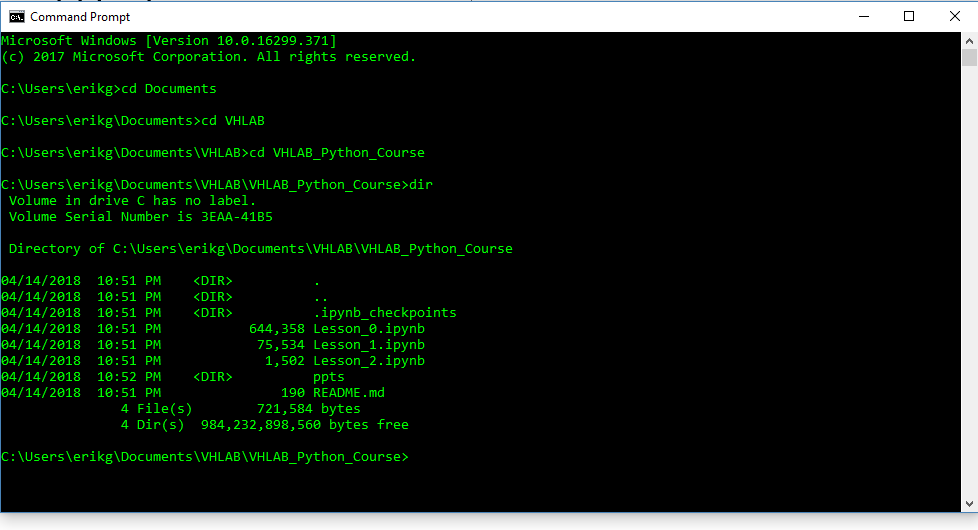 Command Prompt
Microsoft Windows [Version 10.0.16299.371]
(c) 2017 Microsoft Corporation. All rights reserved.
C:\Users\erikg>cd Documents
C:\Users\erikg\Documents>cd VHLAB
C:\Users\erikg\Documents\VHLAB>cd VHLAB_Python_Course
C:\Users\erikg\Documents\VHLAB\VHLAB_Python_Course>dir
 Volume in drive C has no label.
 Volume Serial Number is 3EAA-41B5
 Directory of C:\Users\erikg\Documents\VHLAB\VHLAB_Python_Course
04/14/2018  10:51 PM    <DIR>          .
04/14/2018  10:51 PM    <DIR>          ..
04/14/2018  10:51 PM    <DIR>          .ipynb_checkpoints
04/14/2018  10:51 PM           644,358 Lesson_0.ipynb
04/14/2018  10:51 PM            75,534 Lesson_1.ipynb
04/14/2018  10:51 PM             1,502 Lesson_2.ipynb
04/14/2018  10:52 PM    <DIR>          ppts
04/14/2018  10:51 PM               190 README.md
               4 File(s)        721,584 bytes
               4 Dir(s)  984,232,898,560 bytes free
C:\Users\erikg\Documents\VHLAB\VHLAB_Python_Course>